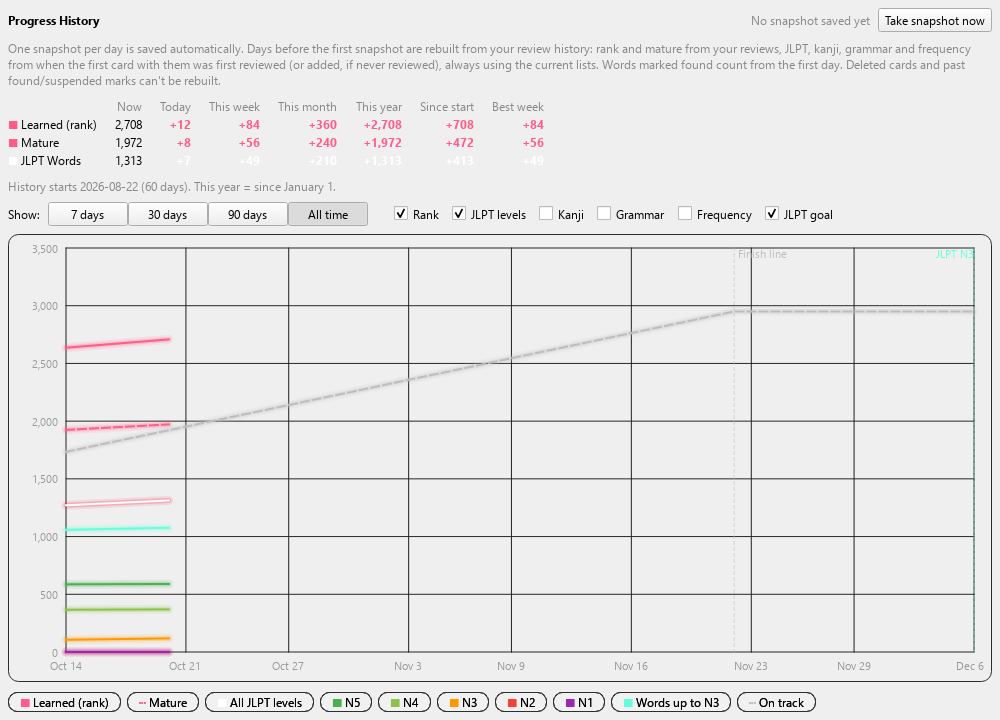 Progress History
No snapshot saved yet
Take snapshot now
One snapshot per day is saved automatically. Days before the first snapshot are rebuilt from your review history: rank and mature from your reviews, JLPT, kanji, grammar and frequency
from when the first card with them was first reviewed (or added, if never reviewed), always using the current lists. Words marked found count from the first day. Deleted cards and past
found/suspended marks can't be rebuilt.
Now Today This week This month This year Since start Best week
Learned (rank) 2,708 +12 +84 +360 +2,708 +708 +84
Mature 1,972 +8 +56 +240 +1,972 +472 +56
JLPT Words 1,313 +7 +49 +210 +1,313 +413 +49
History starts 2026-08-22 (60 days). This year = since January 1.
Show: 7 days 30 days 90 days All time Rank JLPT levels Kanji Grammar Frequency JLPT goal
3,500
Finish line
JLPT N3
3,000
2,500
2,000
1,500
1,000
500
0
Oct 14 Oct 21 Oct 27 Nov 3 Nov 9 Nov 16 Nov 23 Nov 29 Dec 6
Learned (rank) Mature All JLPT levels N5 N4 N3 N2 N1 Words up to N3 On track